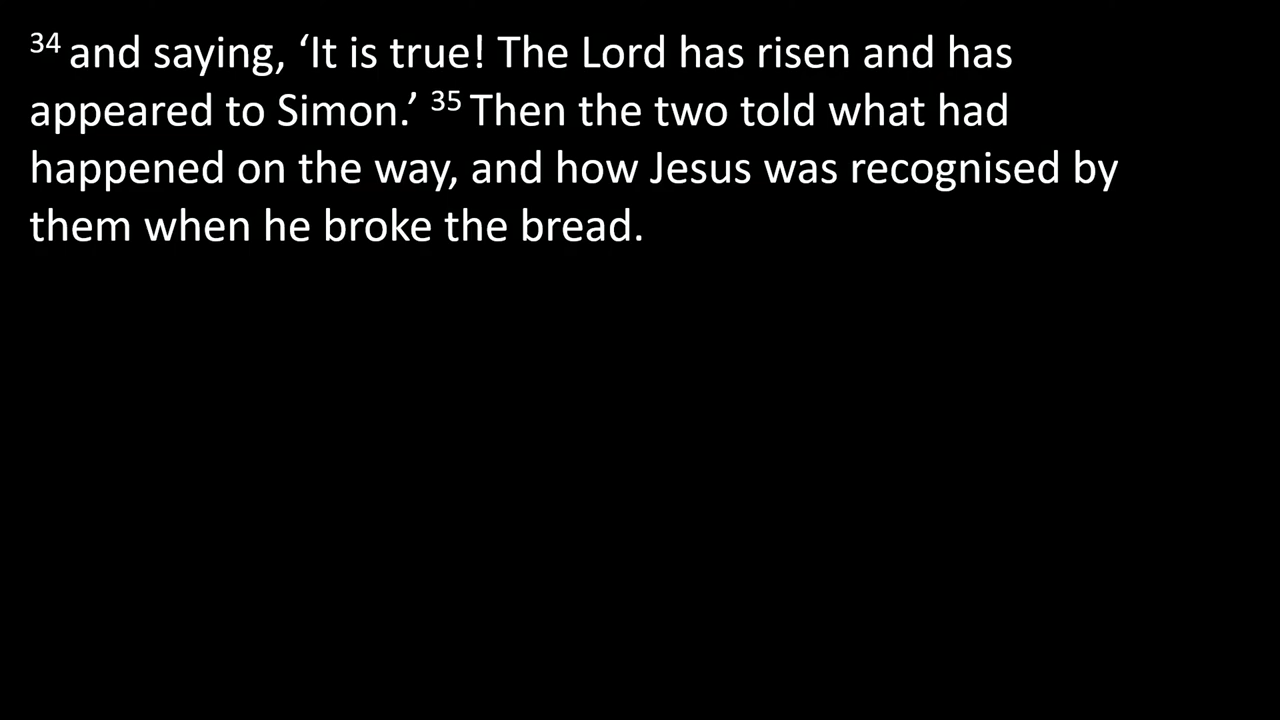 34 and saying, ‘It is true! The Lord has risen and has
appeared to Simon.’ 35 Then the two told what had
happened on the way, and how Jesus was recognised by
them when he broke the bread.